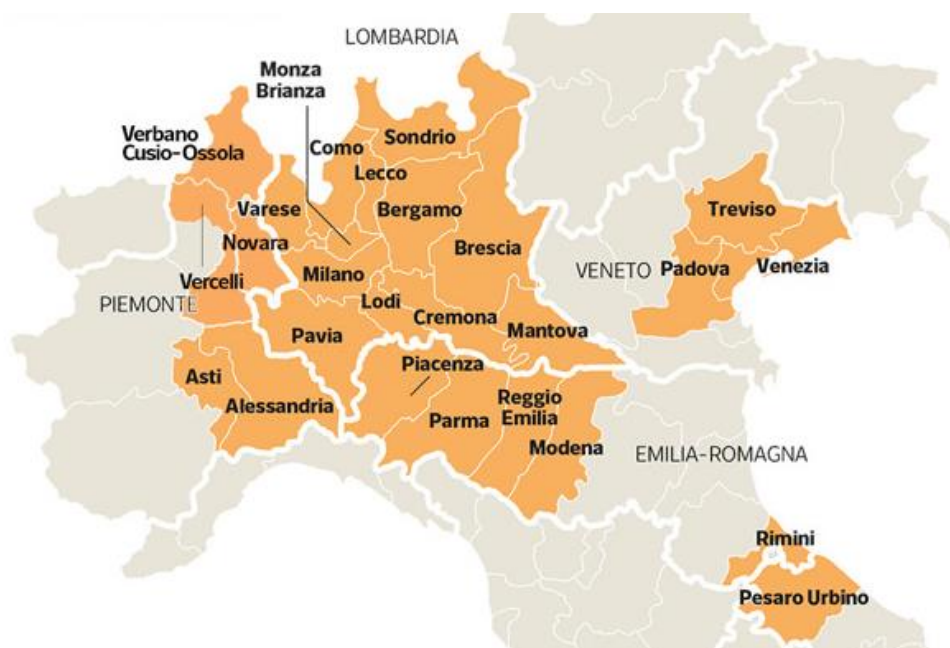 LOMBARDIA
Monza
Brianza
Verbano
Cusio-Ossola
Como
Sondrio
Lecco
Varese
Bergamo
Treviso
Novara
Brescia
Vercelli
Milano
VENETO
Padova
Venezia
PIEMONTE
Lodi
Cremona
Pavia
Mantova
Piacenza
Asti
Alessandria
Parma
Reggio
Emilia
Modena
EMILIA-ROMAGNA
Rimini
Pesaro Urbino